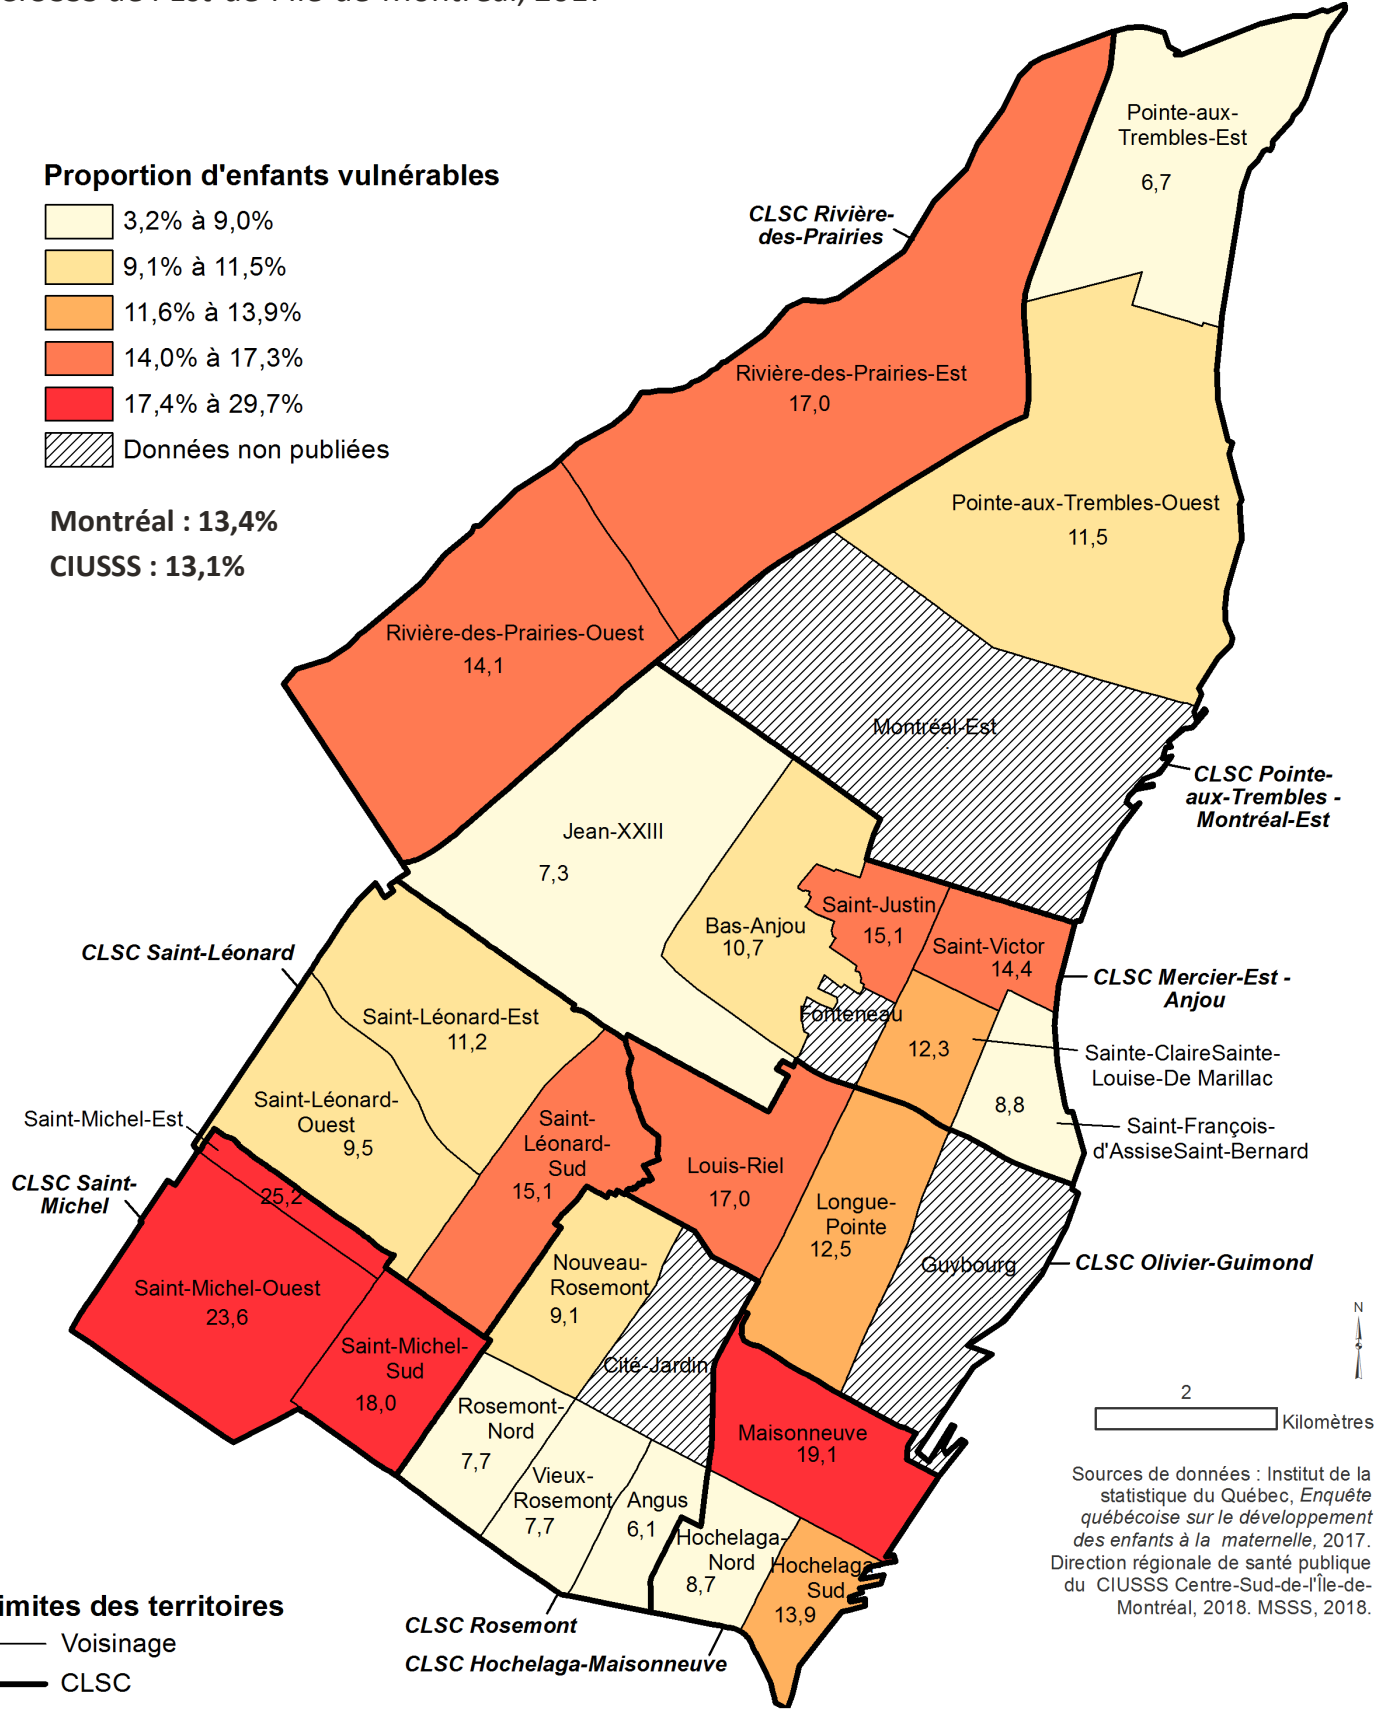 Pointe-aux-
Trembles-Est
6,7
Proportion d'enfants vulnérables
3,2% à 9,0%
9,1% à 11,5%
11,6% à 13,9%
14,0% à 17,3%
17,4% à 29,7%
Données non publiées
Montréal : 13,4%
CIUSSS : 13,1%
CLSC Rivière-
des-Prairies
Rivière-des-Prairies-Est
17,0
Pointe-aux-Trembles-Ouest
11,5
Rivière-des-Prairies-Ouest
14,1
Montréal-Est
CLSC Pointe-
aux-Trembles -
Montréal-Est
Jean-XXIII
7,3
Bas-Anjou
10,7
Saint-Justin
15,1
Saint-Victor
14,4
CLSC Saint-Léonard
CLSC Mercier-Est -
Anjou
Saint-Léonard-Est
11,2
Fonteneau
12,3
Sainte-ClaireSainte-
Louise-De Marillac
8,8
Saint-François-
d'AssiseSaint-Bernard
Saint-Léonard-
Ouest
9,5
Saint-Michel-Est
Saint-
Léonard-
Sud
15,1
Louis-Riel
17,0
CLSC Saint-
Michel
25,2
Longue-
Pointe
12,5
Guybourg
CLSC Olivier-Guimond
Saint-Michel-Ouest
23,6
Nouveau-
Rosemont
9,1
Saint-Michel-
Sud
18,0
Cité-Jardin
N
2
Kilomètres
Rosemont-
Nord
7,7
Maisonneuve
19,1
Vieux-
Rosemont
7,7
Angus
6,1
Hochelaga-
Nord
8,7
Hochelaga
Sud
13,9
Sources de données : Institut de la
statistique du Québec, Enquête
québécoise sur le développement
des enfants à la maternelle, 2017.
Direction régionale de santé publique
du CIUSSS Centre-Sud-de-l'Île-de-
Montréal, 2018. MSSS, 2018.
CLSC Rosemont
CLSC Hochelaga-Maisonneuve
imites des territoires
Voisinage
CLSC